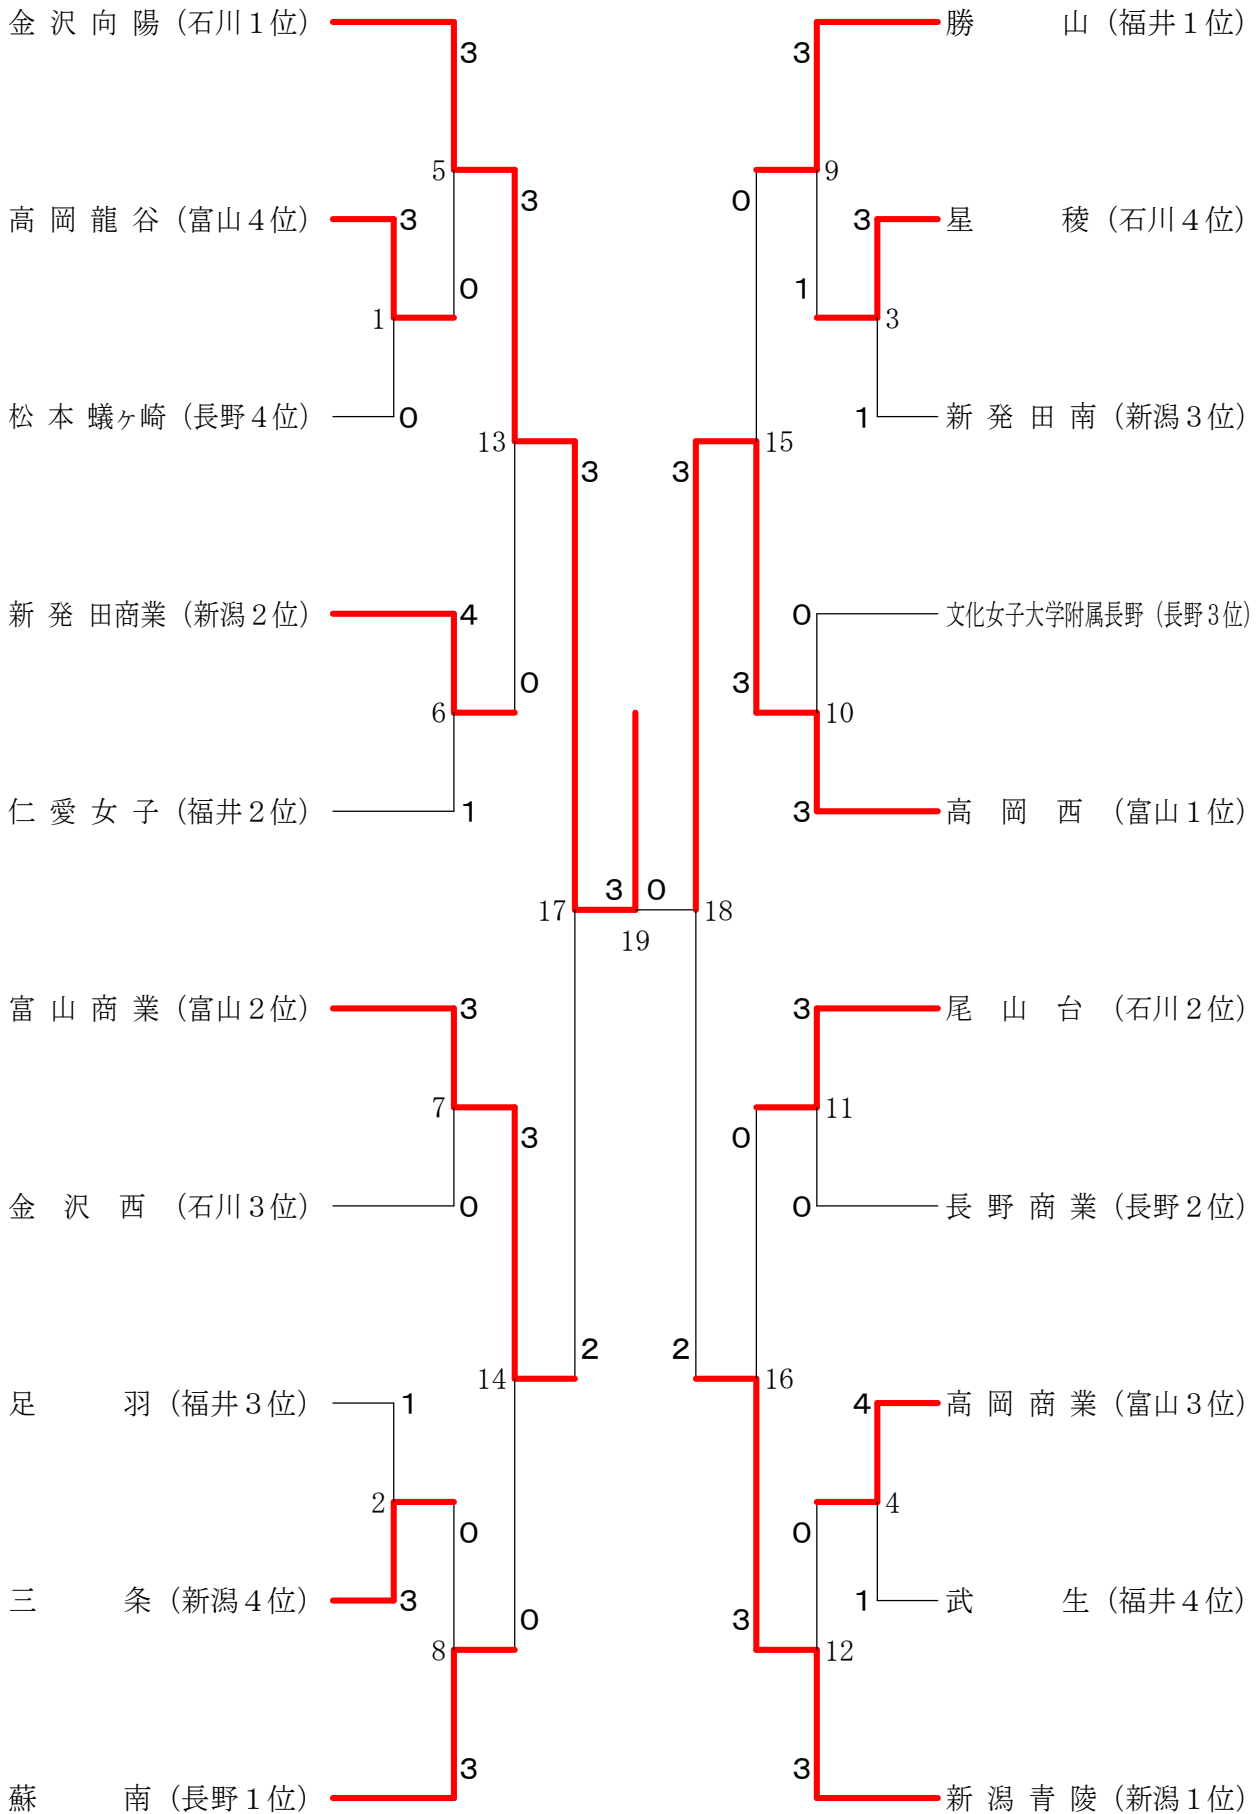 金沢向陽（石川１位）
3
5
3
高岡龍谷（富山４位）
3
0
1
松本蟻ヶ崎（長野４位）
0
13
3
新発田商業（新潟２位）
4
0
6
仁愛女子（福井２位）
1
17
3
0
18
19
富山商業（富山２位）
3
7
3
金沢西（石川３位）
0
2
14
足羽（福井３位）
1
2
0
三条（新潟４位）
3
0
8
3
蘇南（長野１位）
勝山（福井１位）
3
9
0
3
星稜（石川４位）
1
3
1
新発田南（新潟３位）
15
3
0
文化女子大学附属長野（長野３位）
3
10
3
高岡西（富山１位）
3
尾山台（石川２位）
11
0
0
長野商業（長野２位）
2
16
4
高岡商業（富山３位）
4
0
1
武生（福井４位）
3
12
3
新潟青陵（新潟１位）